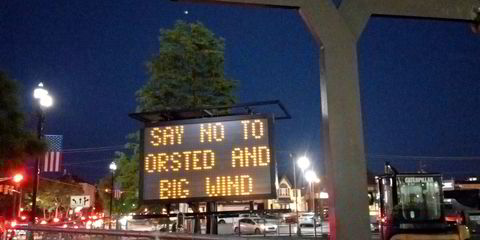 SAY NO TO
ORSTED AND
BIG WIND